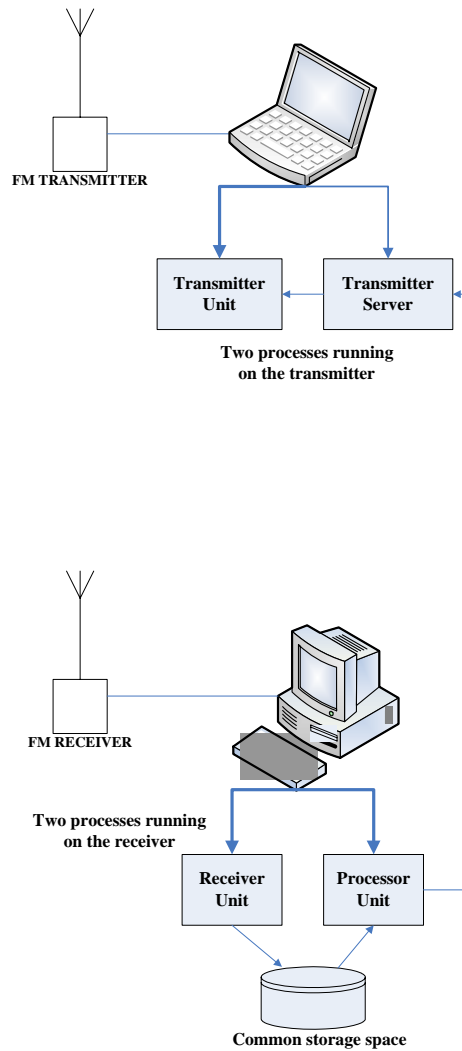 FM TRANSMITTER
Transmitter
Unit
Transmitter
Server
Two processes running
on the transmitter
FM RECEIVER
Two processes running
on the receiver
Receiver
Unit
Processor
Unit
Common storage space